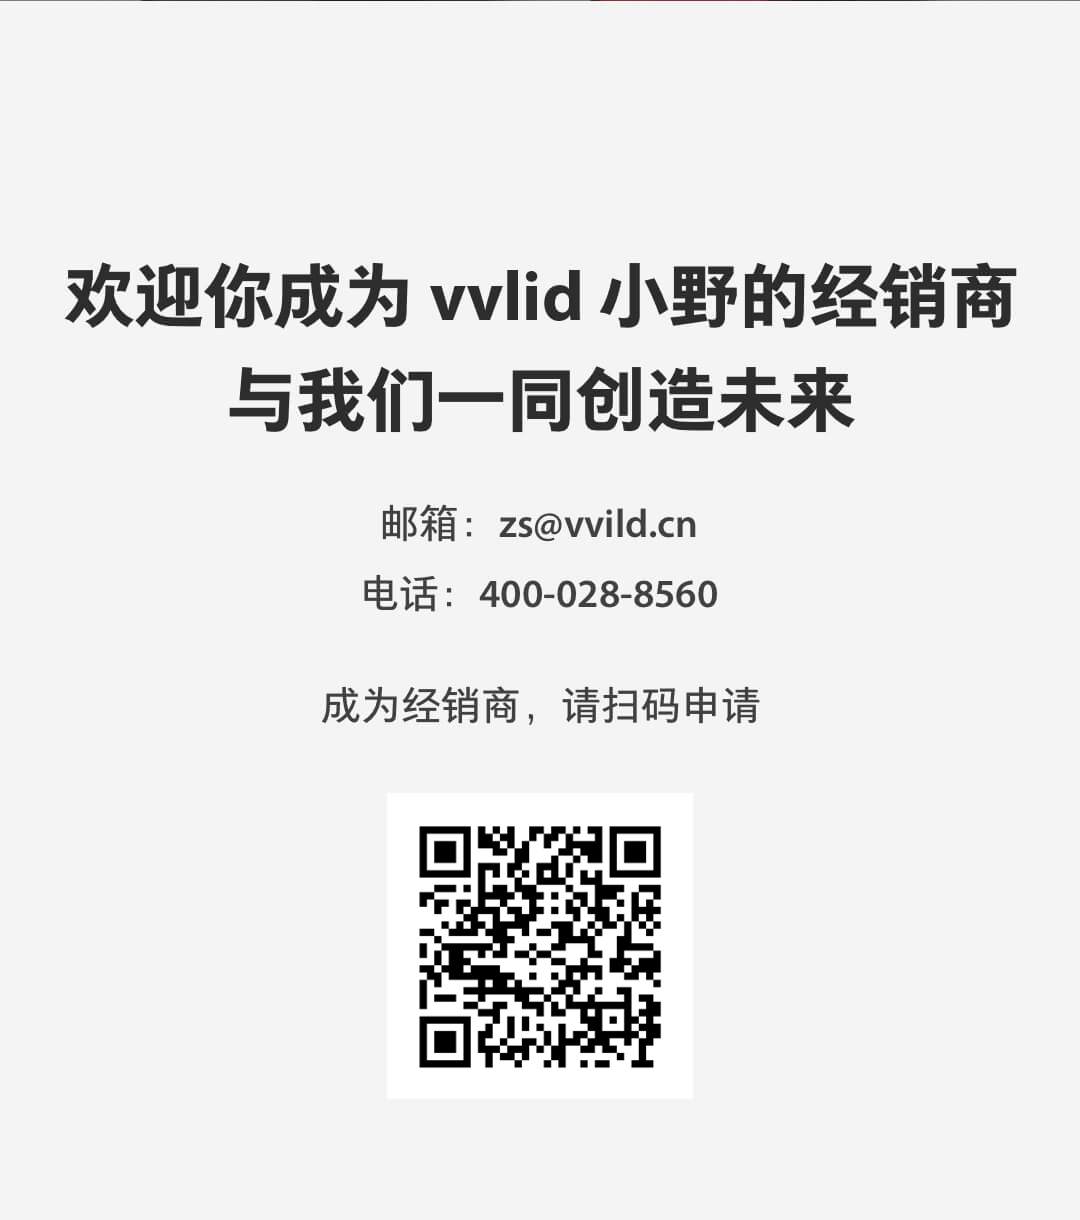 欢迎你成为 vvlid 小野的经销商
与我们一同创造未来
邮箱：zs@vvild.cn
电话：400-028-8560
成为经销商，请扫码申请